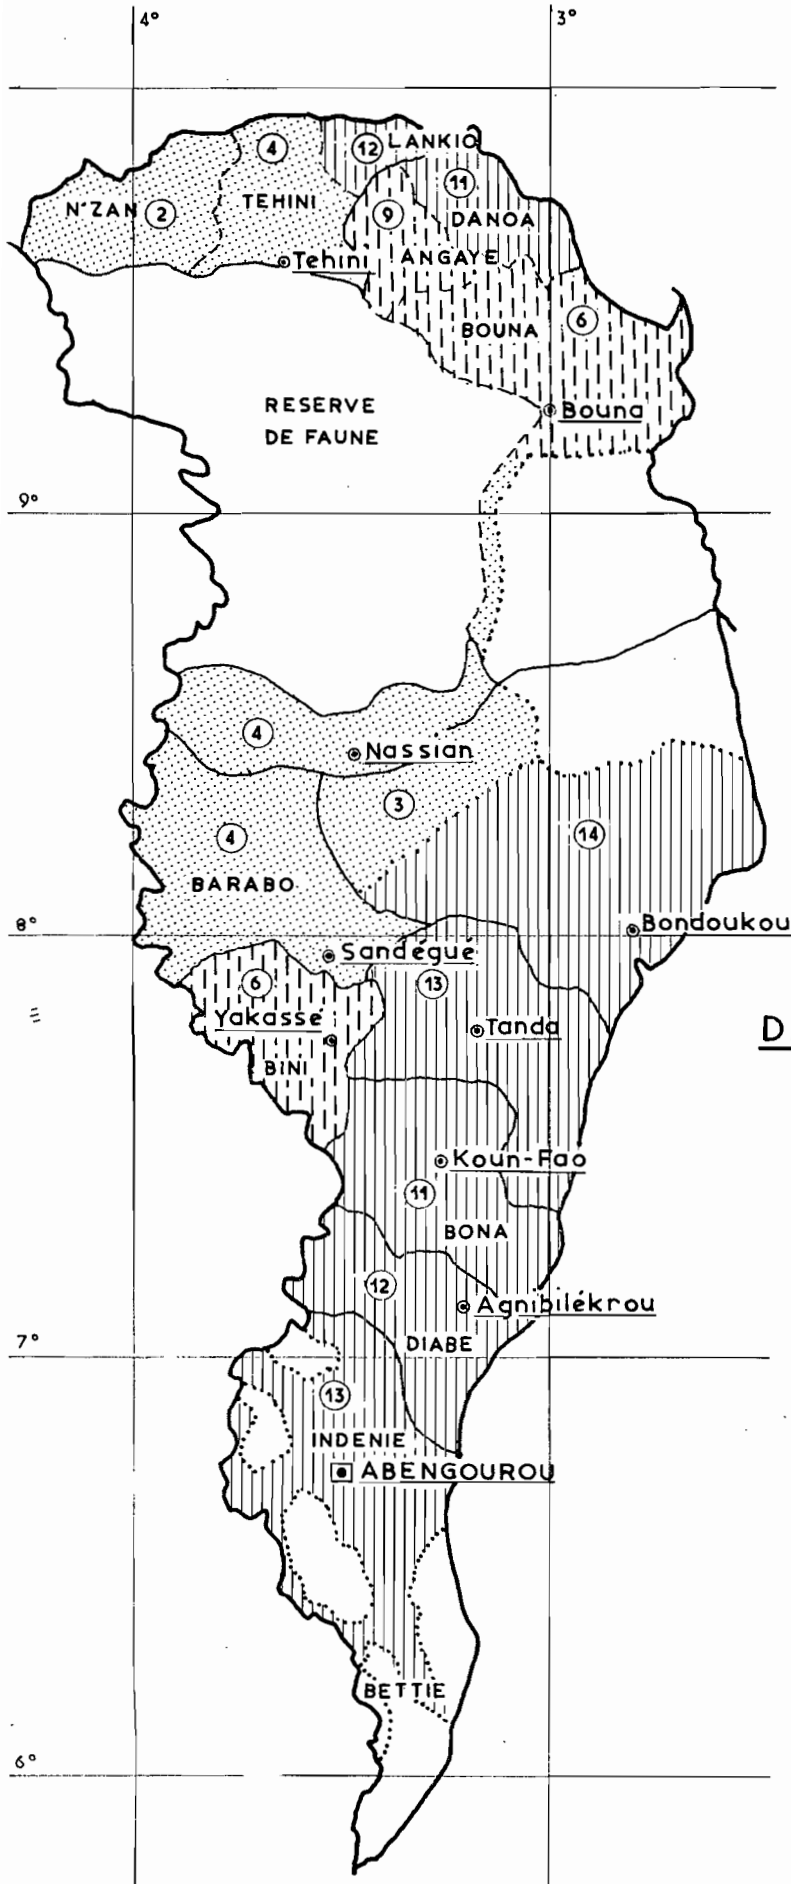 4° 3°
4 12 LANKIO
11
N'ZAN 2 TEHINI 9 DANOA
Tehini ANGAYE
BOUNA 6
RESERVE
DE FAUNE
Bouna
9°
4 Nassian
3
4 14
BARABO
8° Bondoukou
Sandégué
6 13
Yakasse Tanda
D
BINI
Koun-Fao
11
BONA
12
Agnibilékrou
DIABE
7°
13
INDENIE
ABENGOUROU
BETTIE
6°